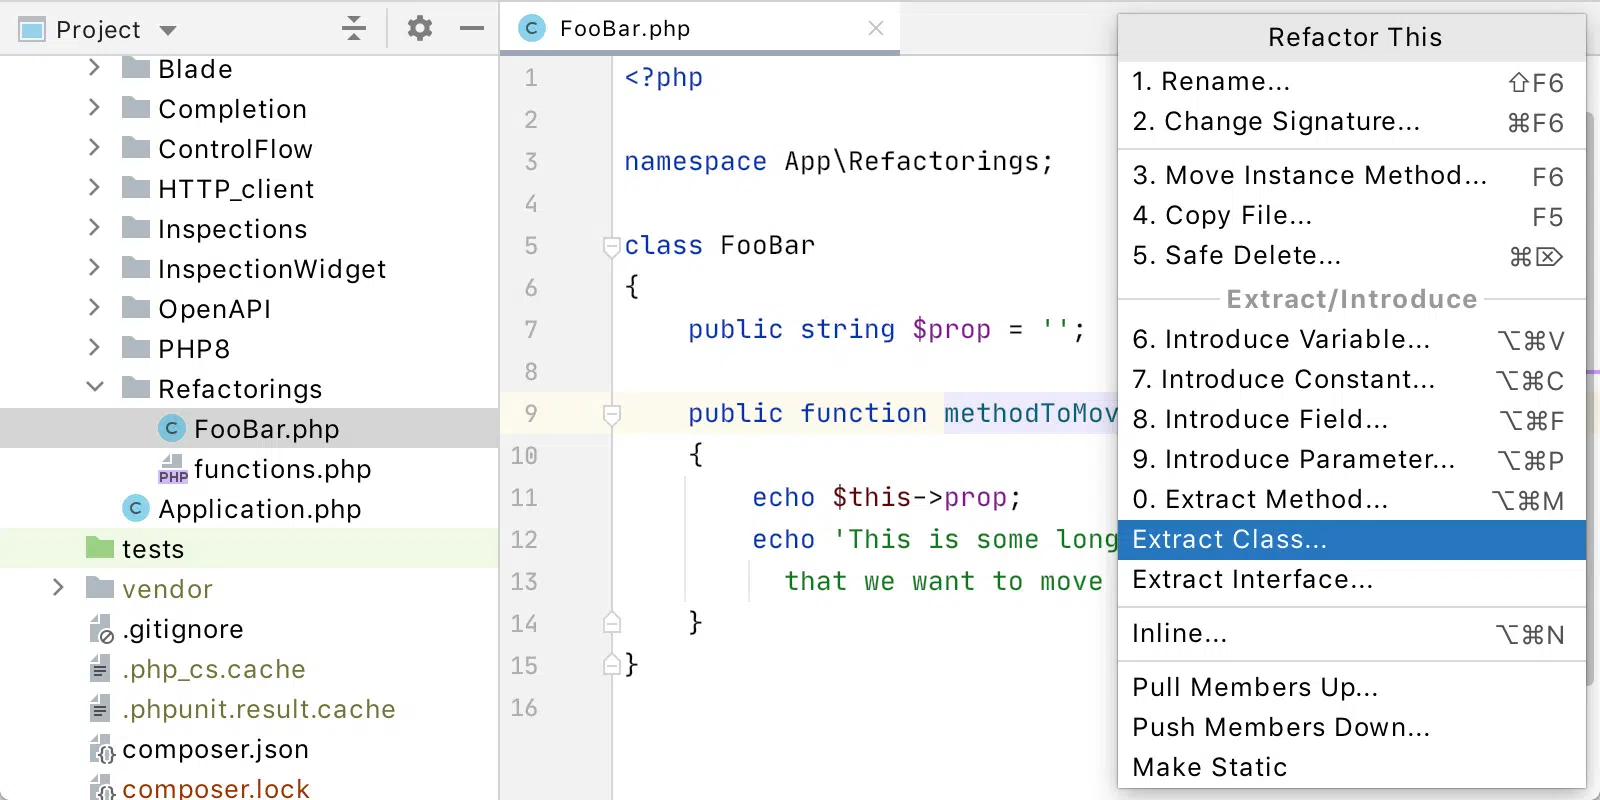 Project
Blade
Completion
ControlFlow
HTTP_client
Inspections
InspectionWidget
OpenAPI
PHP8
Refactorings
C FooBar.php
PHP functions.php
C Application.php
tests
vendor
.gitignore
.php_cs.cache
.phpunit.result.cache
composer.json
composer.lock
C FooBar.php
1 <?php
2
3 namespace App\Refactorings;
4
5 class FooBar
6 {
7 public string $prop = '';
8
9 public function methodToMov
10 {
11 echo $this->prop;
12 echo 'This is some long
13 that we want to move
14 }
15 }
16
Refactor This
1. Rename... ⇧F6
2. Change Signature... ⌘F6
3. Move Instance Method... F6
4. Copy File... F5
5. Safe Delete... ⌘⌦
Extract/Introduce
6. Introduce Variable... ⌥⌘V
7. Introduce Constant... ⌥⌘C
8. Introduce Field... ⌥⌘F
9. Introduce Parameter... ⌥⌘P
0. Extract Method... ⌥⌘M
Extract Class...
Extract Interface...
Inline... ⌥⌘N
Pull Members Up...
Push Members Down...
Make Static